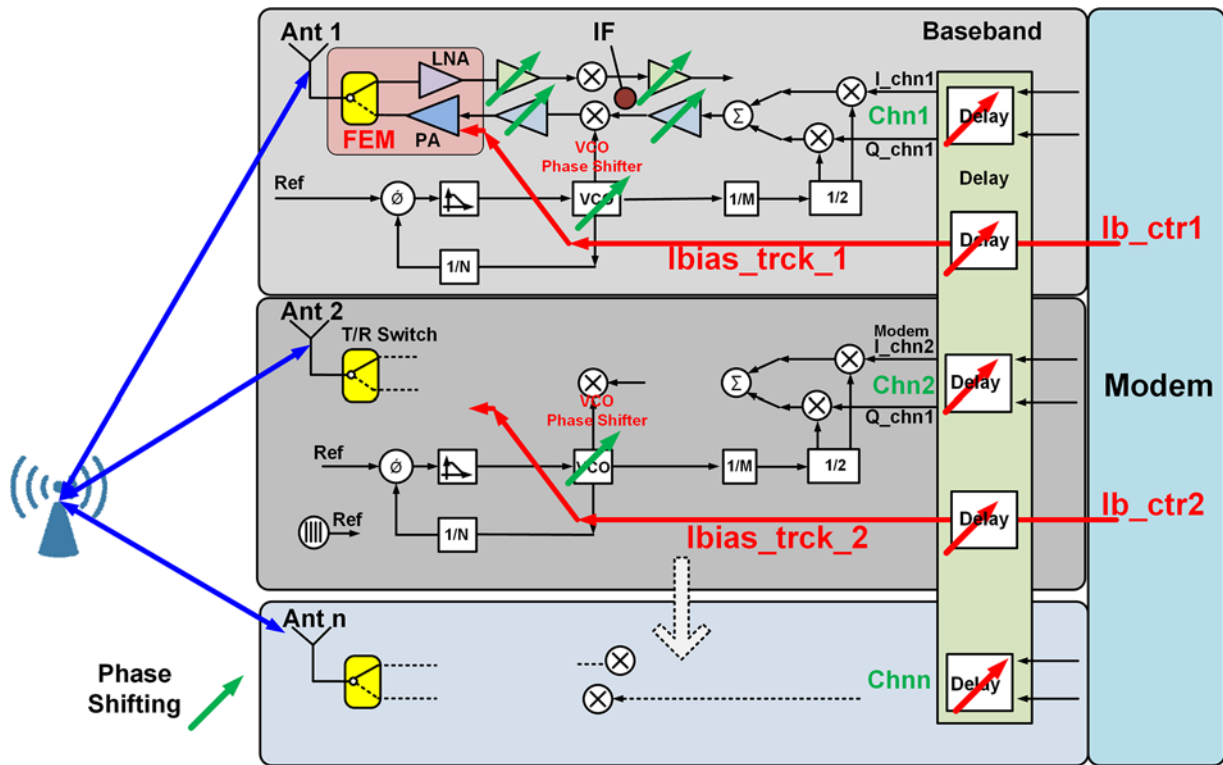 Ant 1
IF
Baseband
LNA
I_chn1
Chn1
Delay
FEM
PA
Σ
VCO
Phase Shifter
Q_chn1
Delay
Ref
ϕ
VCO
1/M
1/2
Delay
Ib_ctr1
Ibias_trck_1
1/N
Ant 2
T/R Switch
Modem
I_chn2
Chn2
Delay
Modem
Σ
VCO
Phase Shifter
Q_chn1
Ref
ϕ
VCO
1/M
1/2
Delay
Ib_ctr2
Ref
1/N
Ibias_trck_2
Ant n
Phase
Shifting
Chnn
Delay